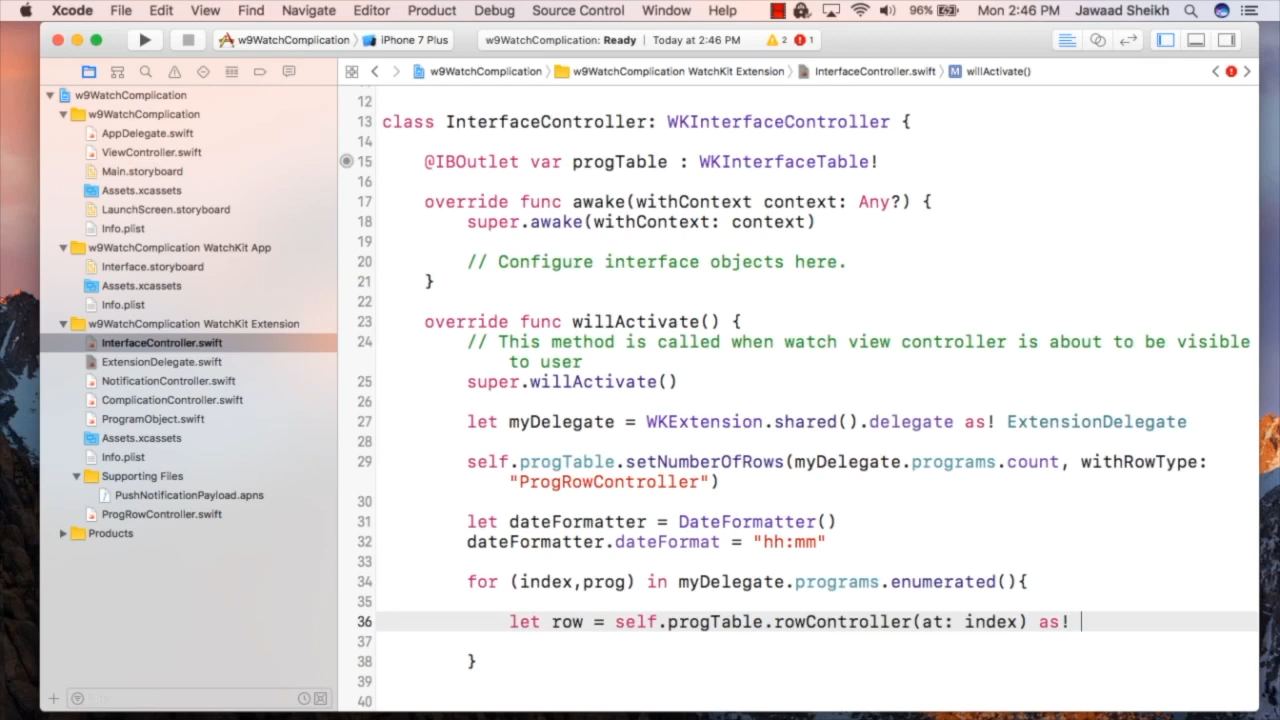 Xcode File Edit View Find Navigate Editor Product Debug Source Control Window Help 96% Mon 2:46 PM Jawaad Sheikh
w9WatchComplication iPhone 7 Plus w9WatchComplication: Ready Today at 2:46 PM 2 1
w9WatchComplication w9WatchComplication WatchKit Extension InterfaceController.swift M willActivate()
w9WatchComplication
w9WatchComplication
AppDelegate.swift
ViewController.swift
Main.storyboard
Assets.xcassets
LaunchScreen.storyboard
Info.plist
w9WatchComplication WatchKit App
Interface.storyboard
Assets.xcassets
Info.plist
w9WatchComplication WatchKit Extension
InterfaceController.swift
ExtensionDelegate.swift
NotificationController.swift
ComplicationController.swift
ProgramObject.swift
Assets.xcassets
Info.plist
Supporting Files
PushNotificationPayload.apns
ProgRowController.swift
Products
12
13 class InterfaceController: WKInterfaceController {
14
15 @IBOutlet var progTable : WKInterfaceTable!
16
17 override func awake(withContext context: Any?) {
18 super.awake(withContext: context)
19
20 // Configure interface objects here.
21 }
22
23 override func willActivate() {
24 // This method is called when watch view controller is about to be visible
to user
25 super.willActivate()
26
27 let myDelegate = WKExtension.shared().delegate as! ExtensionDelegate
28
29 self.progTable.setNumberOfRows(myDelegate.programs.count, withRowType:
"ProgRowController")
30
31 let dateFormatter = DateFormatter()
32 dateFormatter.dateFormat = "hh:mm"
33
34 for (index,prog) in myDelegate.programs.enumerated(){
35
36 let row = self.progTable.rowController(at: index) as!
37
38 }
39
40